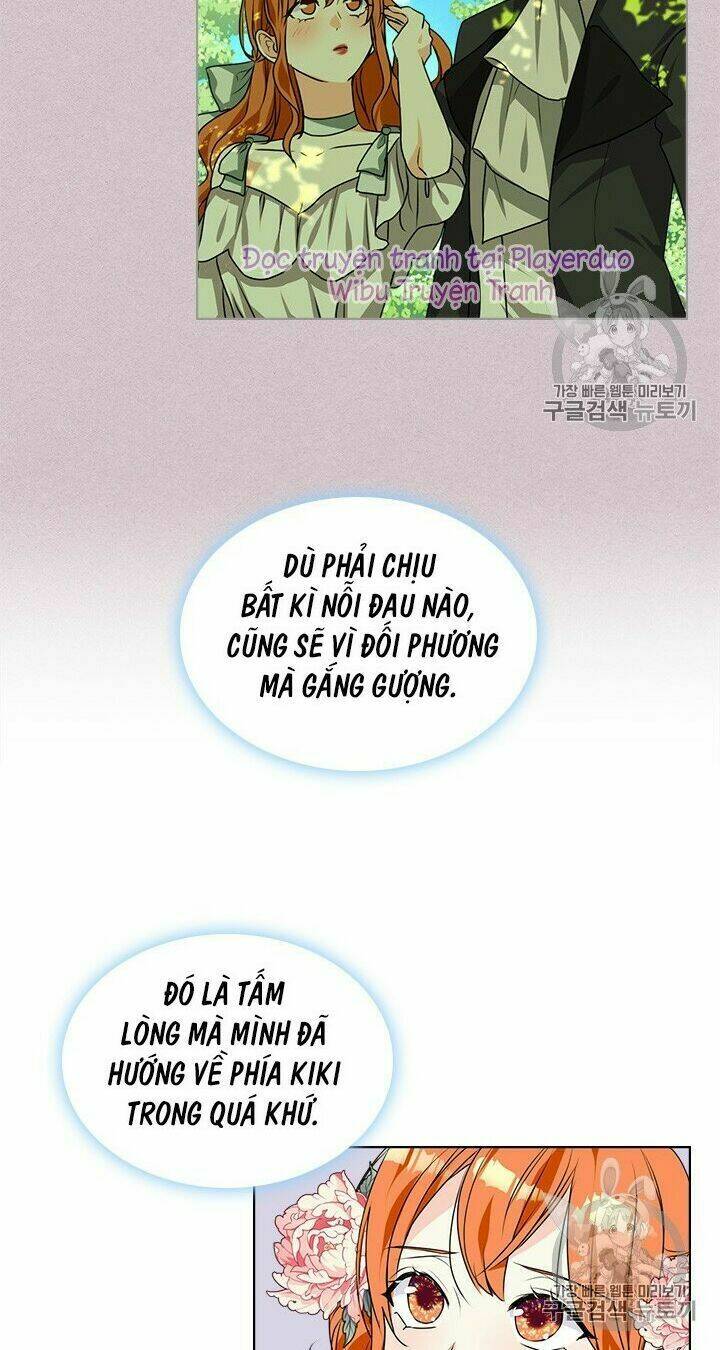 Đọc truyện tranh tại Playerduo
Wibu Truyện Tranh
가장 빠른 웹툰 미리보기
구글검색 뉴토끼
DÙ PHẢI CHỊU
BẤT KÌ NỖI ĐAU NÀO,
CŨNG SẼ VÌ ĐỐI PHƯƠNG
MÀ GẮNG GƯỢNG.
ĐÓ LÀ TẤM
LÒNG MÀ MÌNH ĐÃ
HƯỚNG VỀ PHÍA KIKI
TRONG QUÁ KHỨ.
가장 빠른 웹툰 미리보기
구글검색 뉴토끼